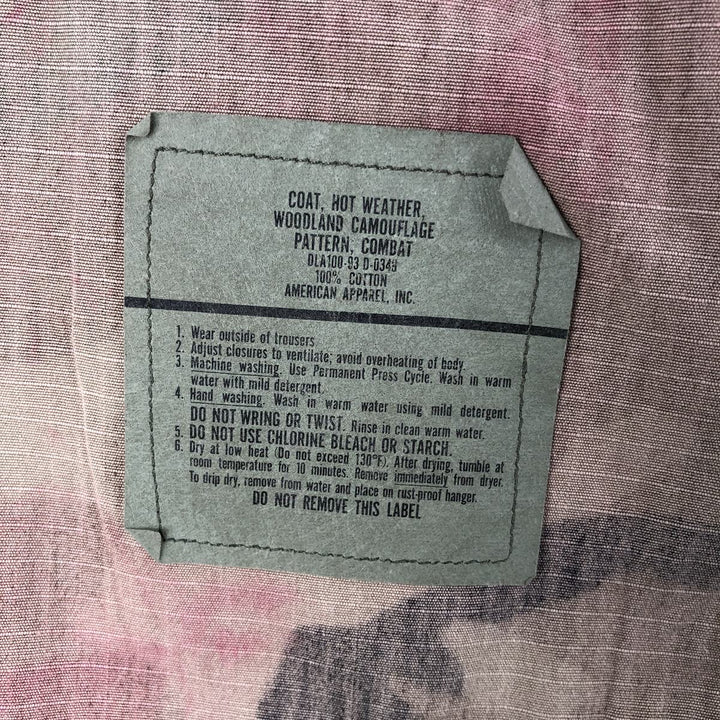 COAT, HOT WEATHER,
WOODLAND CAMOUFLAGE
PATTERN, COMBAT
DLA100-93 D-0349
100% COTTON
AMERICAN APPAREL, INC.
1. Wear outside of trousers
2. Adjust closures to ventilate; avoid overheating of body
3. Machine washing. Use Permanent Press Cycle. Wash in warm
water with mild detergent.
4. Hand washing. Wash in warm water using mild detergent.
DO NOT WRING OR TWIST. Rinse in clean warm water.
5. DO NOT USE CHLORINE BLEACH OR STARCH.
6. Dry at low heat (Do not exceed 130°F). After drying, tumble at
room temperature for 10 minutes. Remove immediately from dryer.
To drip dry, remove from water and place on rust-proof hanger.
DO NOT REMOVE THIS LABEL